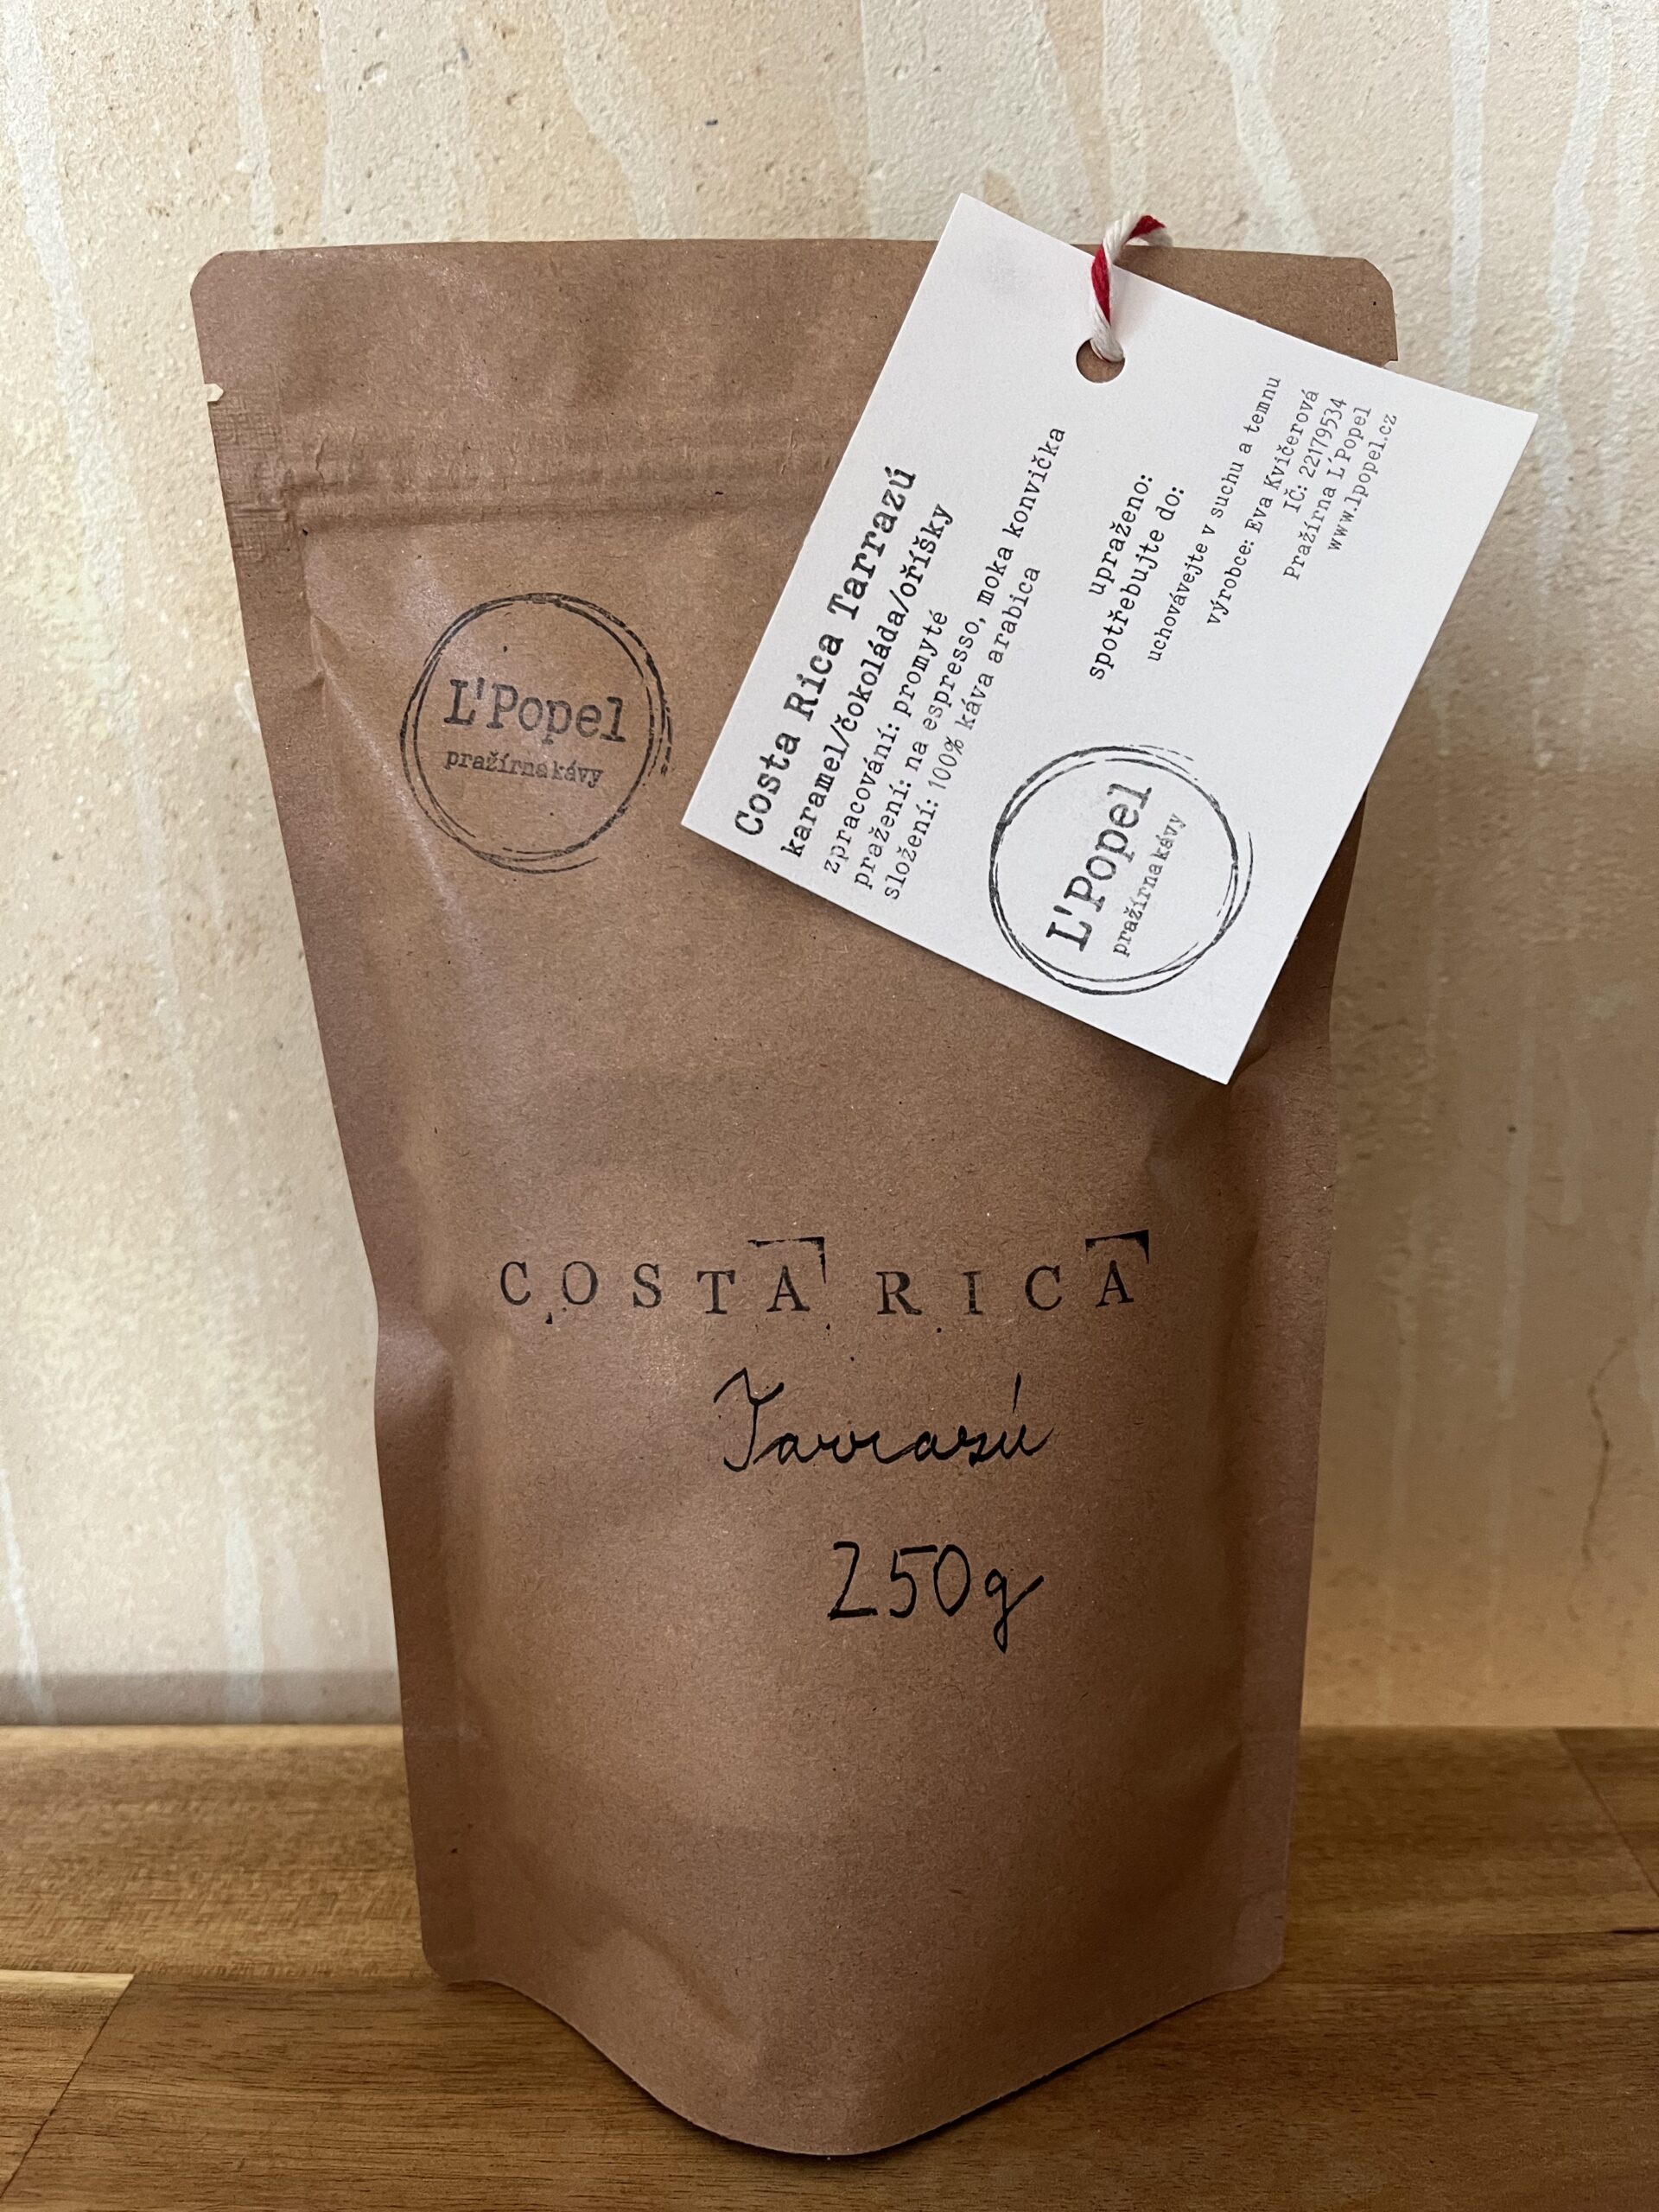 L'Popel
pražírna kávy
Costa Rica Tarrazú
karamel/čokoláda/oříšky
zpracování: promyté
pražení: na espresso, moka konvička
složení: 100% káva arabica
upraženo:
spotřebujte do:
uchovávejte v suchu a temnu
výrobce: Eva Kvíčerová
IČ: 22179534
Pražírna L'Popel
www.lpopel.cz
L'Popel
pražírna kávy
COSTA RICA
Tarrazú
250g